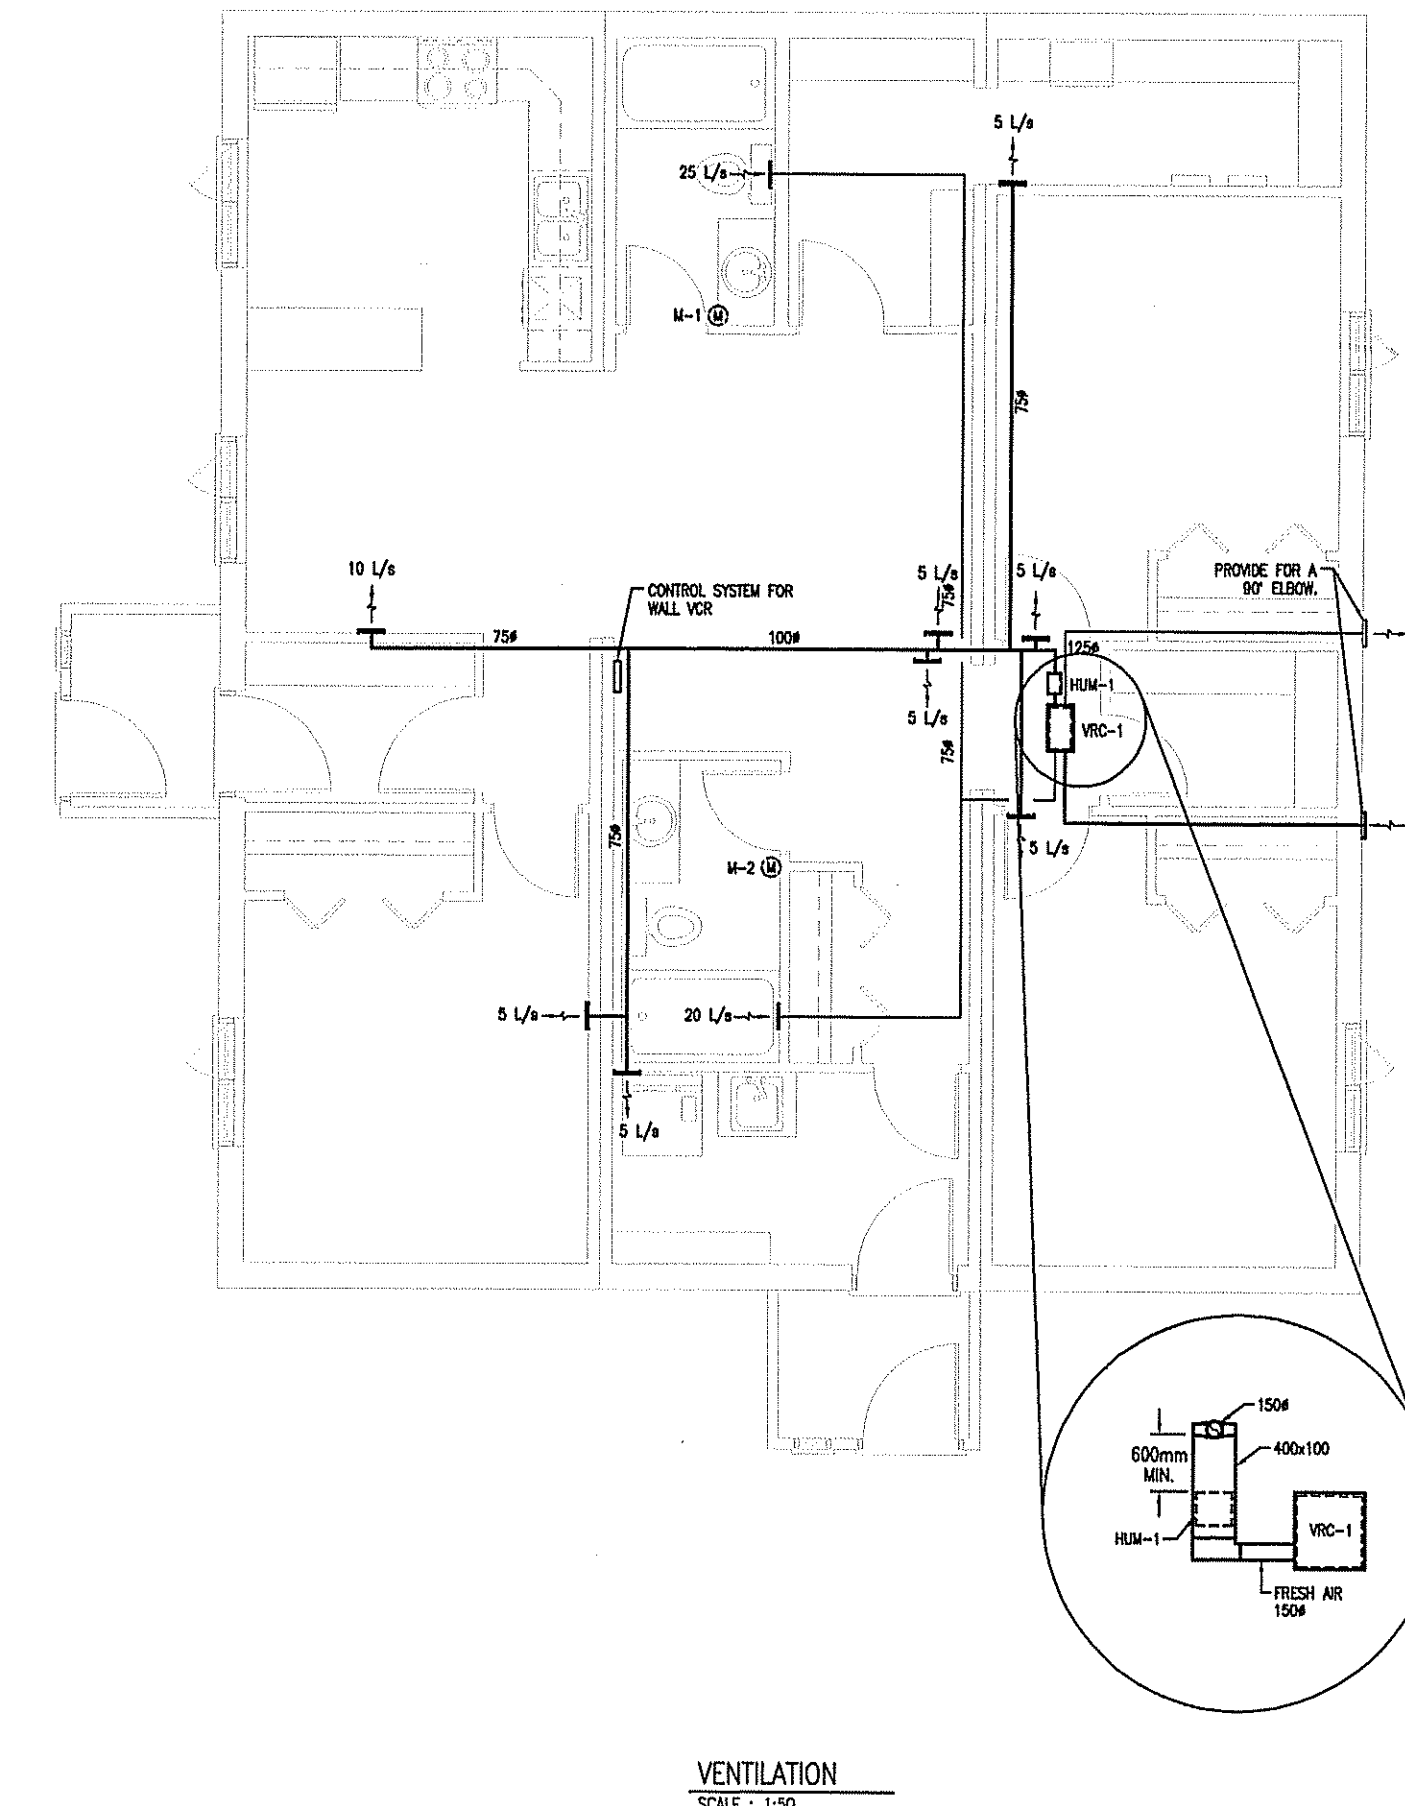 5 L/s
25 L/s
M-1 M
75ø
10 L/s
CONTROL SYSTEM FOR
WALL VCR
5 L/s
75ø
5 L/s
PROVIDE FOR A
90° ELBOW.
75ø
100ø
125ø
HUM-1
5 L/s
VRC-1
75ø
75ø
5 L/s
M-2 M
5 L/s
20 L/s
5 L/s
150ø
600mm
MIN.
400x100
HUM-1
VRC-1
FRESH AIR
150ø
VENTILATION
SCALE : 1:50